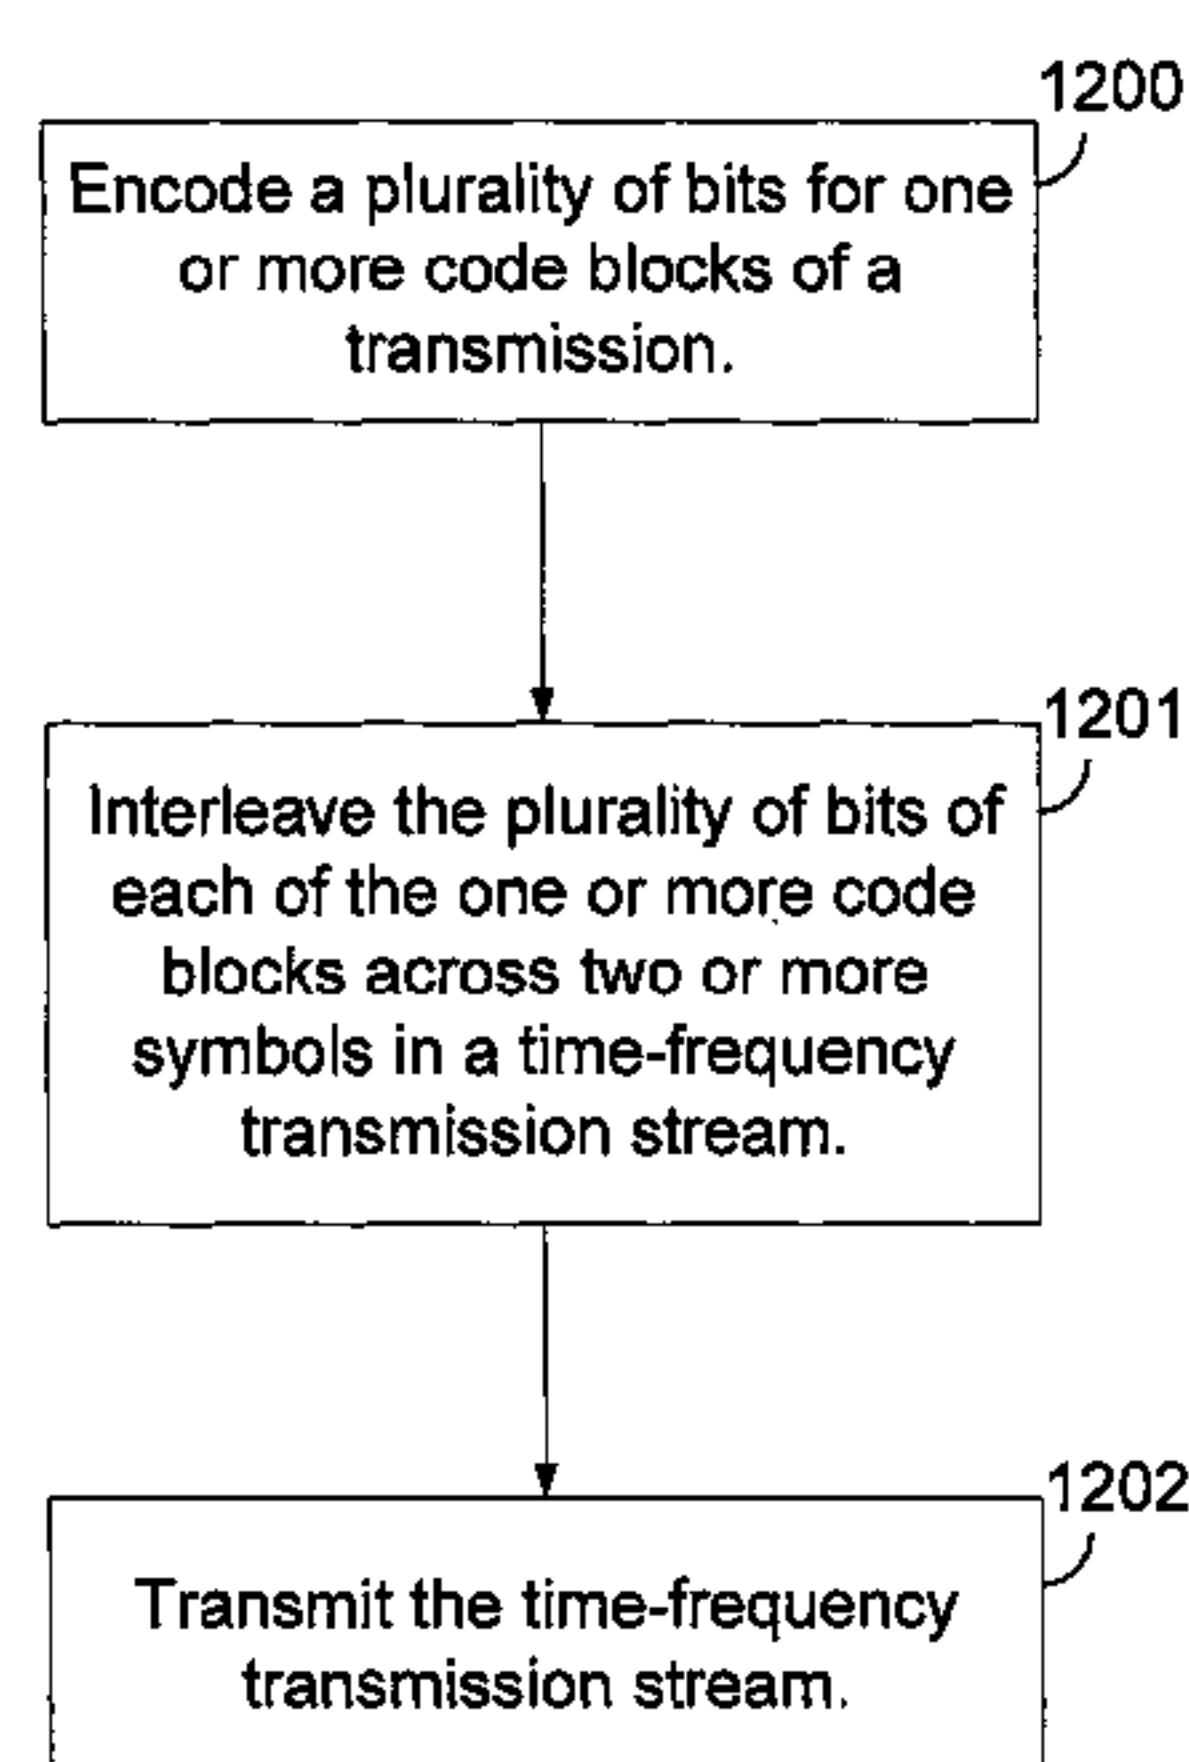 1200
Encode a plurality of bits for one
or more code blocks of a
transmission.
1201
Interleave the plurality of bits of
each of the one or more code
blocks across two or more
symbols in a time-frequency
transmission stream.
1202
Transmit the time-frequency
transmission stream.